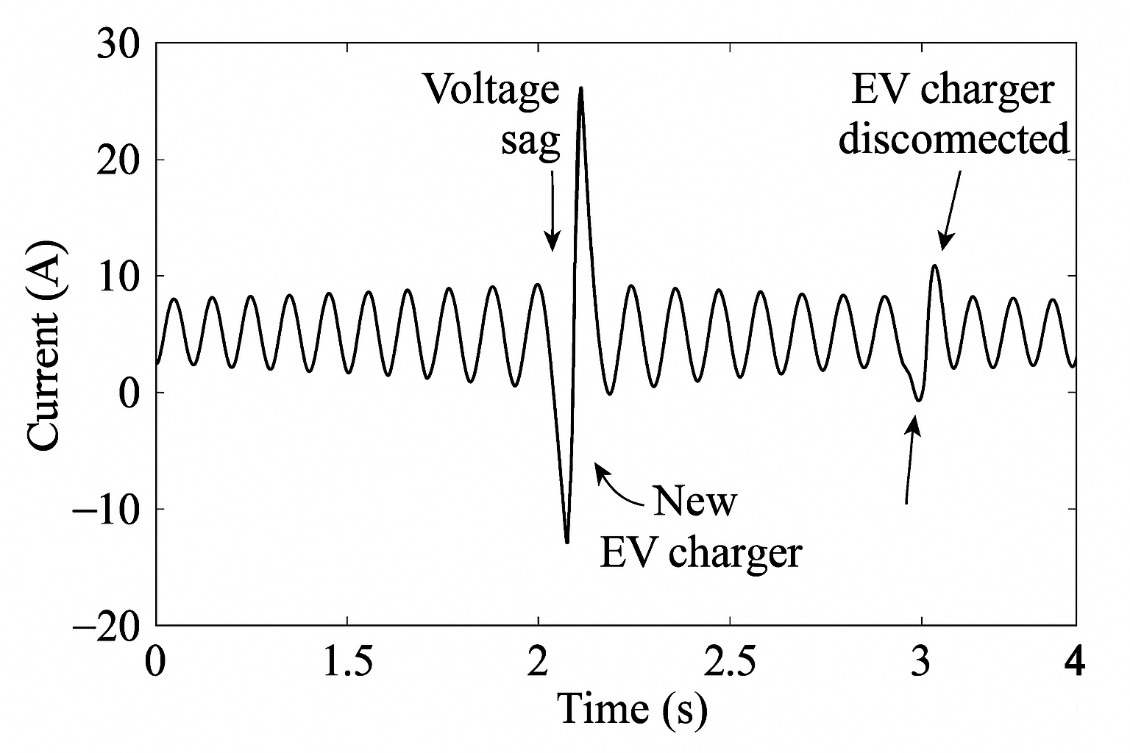 30
20
10
0
–10
–20
Current (A)
Voltage
sag
EV charger
disconnected
New
EV charger
0
1.5
2
2.5
3
4
Time (s)